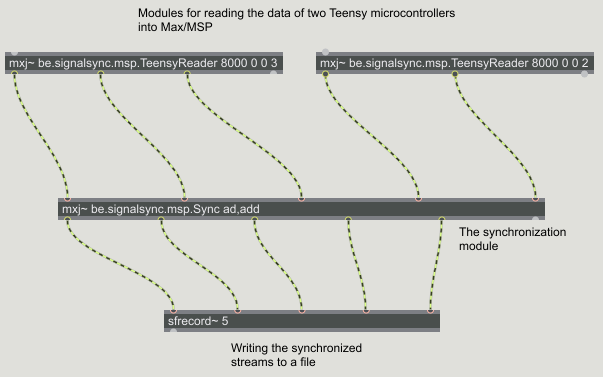 Modules for reading the data of two Teensy microcontrollers
into Max/MSP
mxj~ be.signalsync.msp.TeensyReader 8000 0 0 3
mxj~ be.signalsync.msp.TeensyReader 8000 0 0 2
mxj~ be.signalsync.msp.Sync ad,add
The synchronization
module
sfrecord~ 5
Writing the synchronized
streams to a file